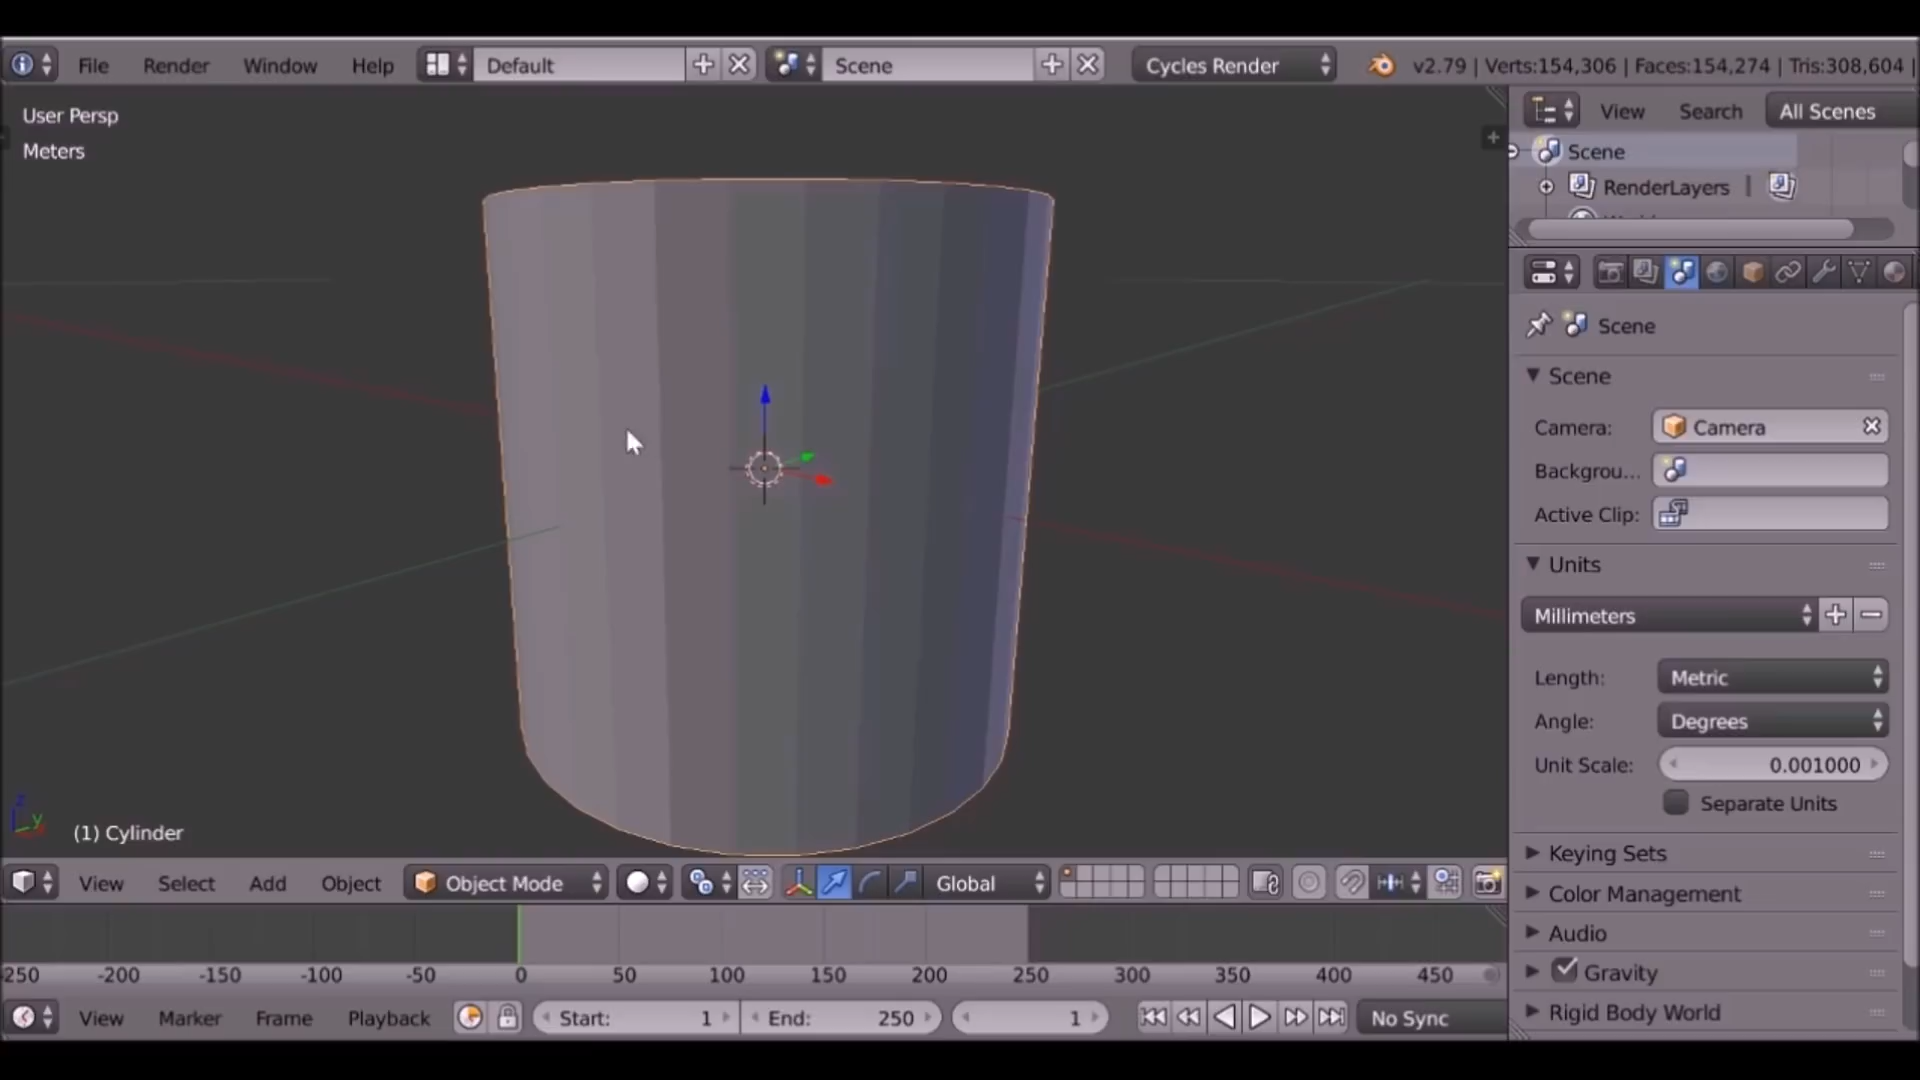 File Render Window Help Default Scene Cycles Render v2.79 | Verts:154,306 | Faces:154,274 | Tris:308,604 |
User Persp
Meters
View Search All Scenes
Scene
RenderLayers |
Scene
Scene
Camera: Camera
Backgrou...
Active Clip:
Units
Millimeters
Length: Metric
Angle: Degrees
Unit Scale: 0.001000
Separate Units
Keying Sets
Color Management
Audio
Gravity
Rigid Body World
z
y
(1) Cylinder
View Select Add Object Object Mode Global
-250 -200 -150 -100 -50 0 50 100 150 200 250 300 350 400 450
View Marker Frame Playback Start: 1 End: 250 1 No Sync